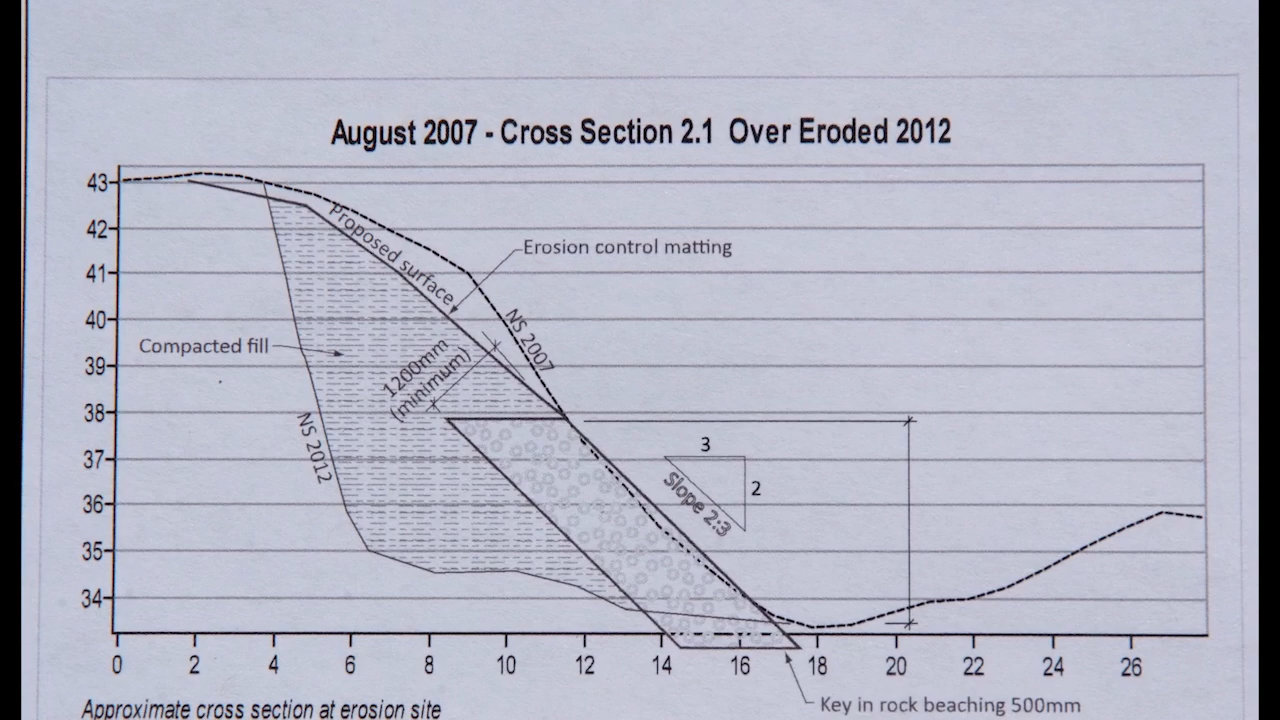 August 2007 - Cross Section 2.1 Over Eroded 2012
43
42
41
40
39
38
37
36
35
34
Proposed surface
Erosion control matting
NS 2007
Compacted fill
1200mm
(minimum)
NS 2012
3
2
Slope 2:3
0 2 4 6 8 10 12 14 16 18 20 22 24 26
Key in rock beaching 500mm
Approximate cross section at erosion site